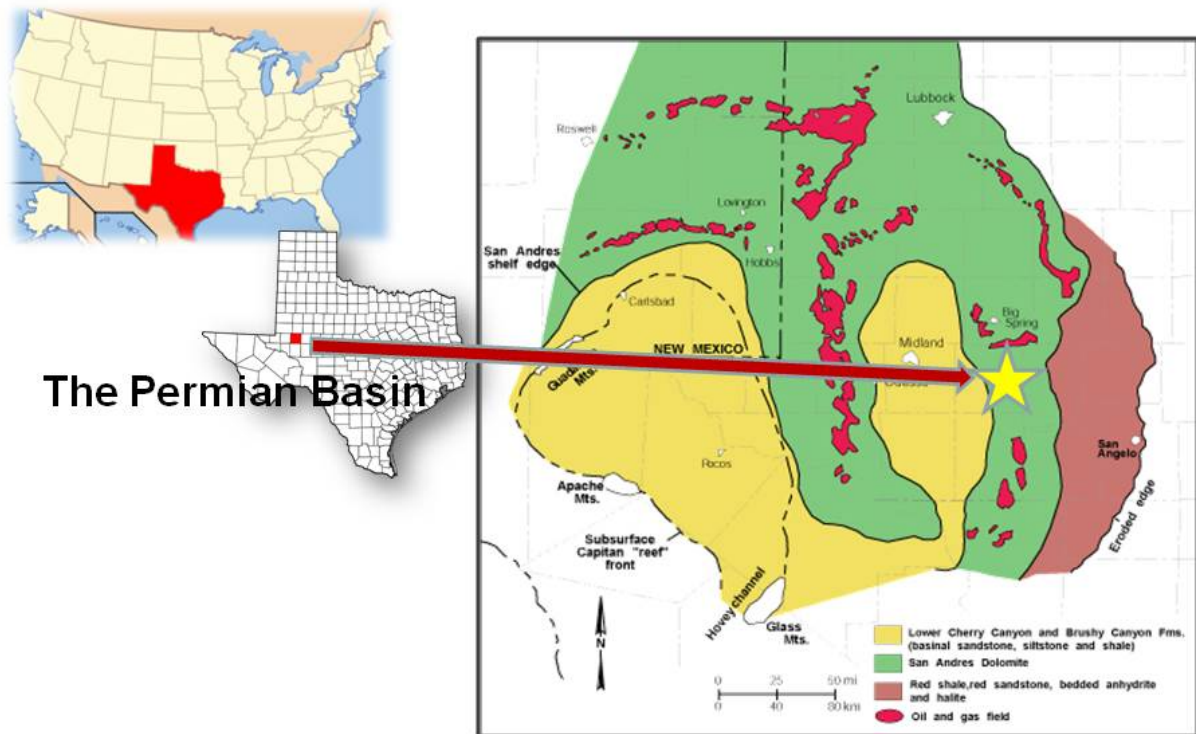 The Permian Basin
Roswell
Lubbock
Lovington
Hobbs
San Andres
shelf edge
Carlsbad
Big
Spring
NEW MEXICO
Midland
Mts.
San
Angelo
Apache
Mts.
Subsurface
Capitan "reef"
front
Eroded edge
Hovey channel
Glass
Mts.
N
0 25 50 mi
0 40 80 km
Lower Cherry Canyon and Brushy Canyon Fms.
(basinal sandstone, siltstone and shale)
San Andres Dolomite
Red shale,red sandstone, bedded anhydrite
and halite
Oil and gas field